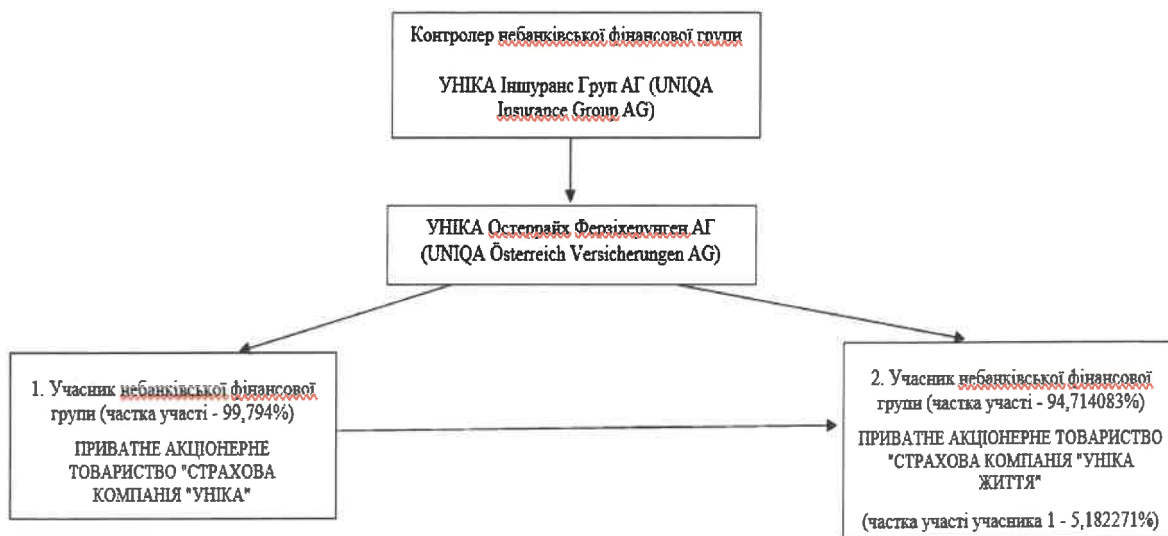 Контролер небанківської фінансової групи
УНІКА Іншуранс Груп АГ (UNIQA
Insurance Group AG)
УНІКА Остеррайх Ферзіхерунген АГ
(UNIQA Österreich Versicherungen AG)
1. Учасник небанківської фінансової
групи (частка участі - 99,794%)
ПРИВАТНЕ АКЦІОНЕРНЕ
ТОВАРИСТВО "СТРАХОВА
КОМПАНІЯ "УНІКА"
2. Учасник небанківської фінансової
групи (частка участі - 94,714083%)
ПРИВАТНЕ АКЦІОНЕРНЕ ТОВАРИСТВО
"СТРАХОВА КОМПАНІЯ "УНІКА
ЖИТТЯ"
(частка участі учасника 1 - 5,182271%)